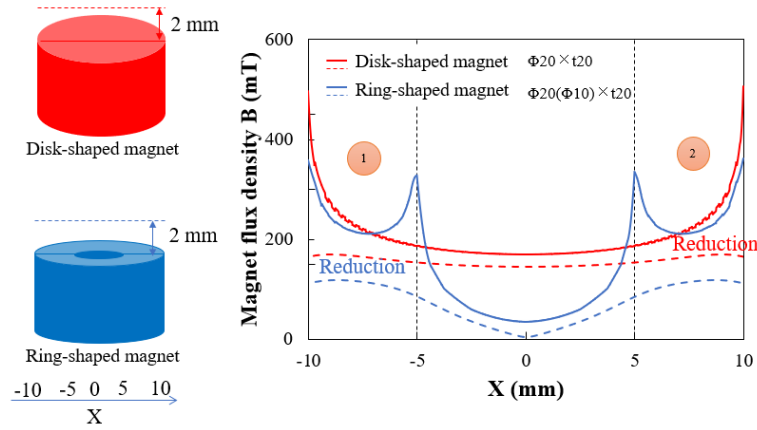 2 mm
Disk-shaped magnet
2 mm
Ring-shaped magnet
-10 -5 0 5 10
X
Magnet flux density B (mT)
600
400
200
0
Disk-shaped magnet Φ20×t20
Ring-shaped magnet Φ20(Φ10)×t20
1
2
Reduction
Reduction
-10 -5 0 5 10
X (mm)